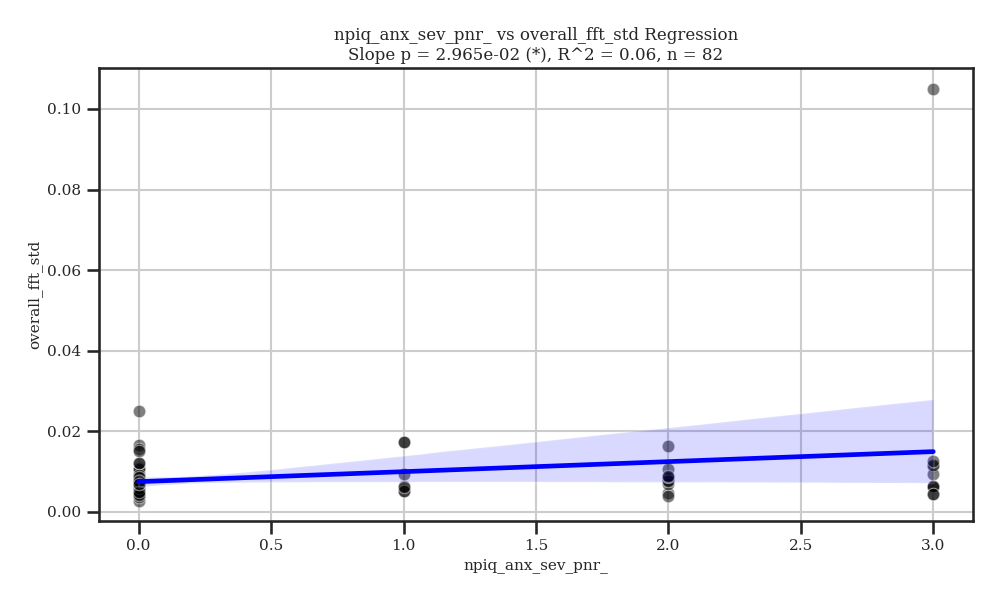 npiq_anx_sev_pnr_ vs overall_fft_std Regression
Slope p = 2.965e-02 (*), R^2 = 0.06, n = 82
overall_fft_std
0.10
0.08
0.06
0.04
0.02
0.00
0.0 0.5 1.0 1.5 2.0 2.5 3.0
npiq_anx_sev_pnr_